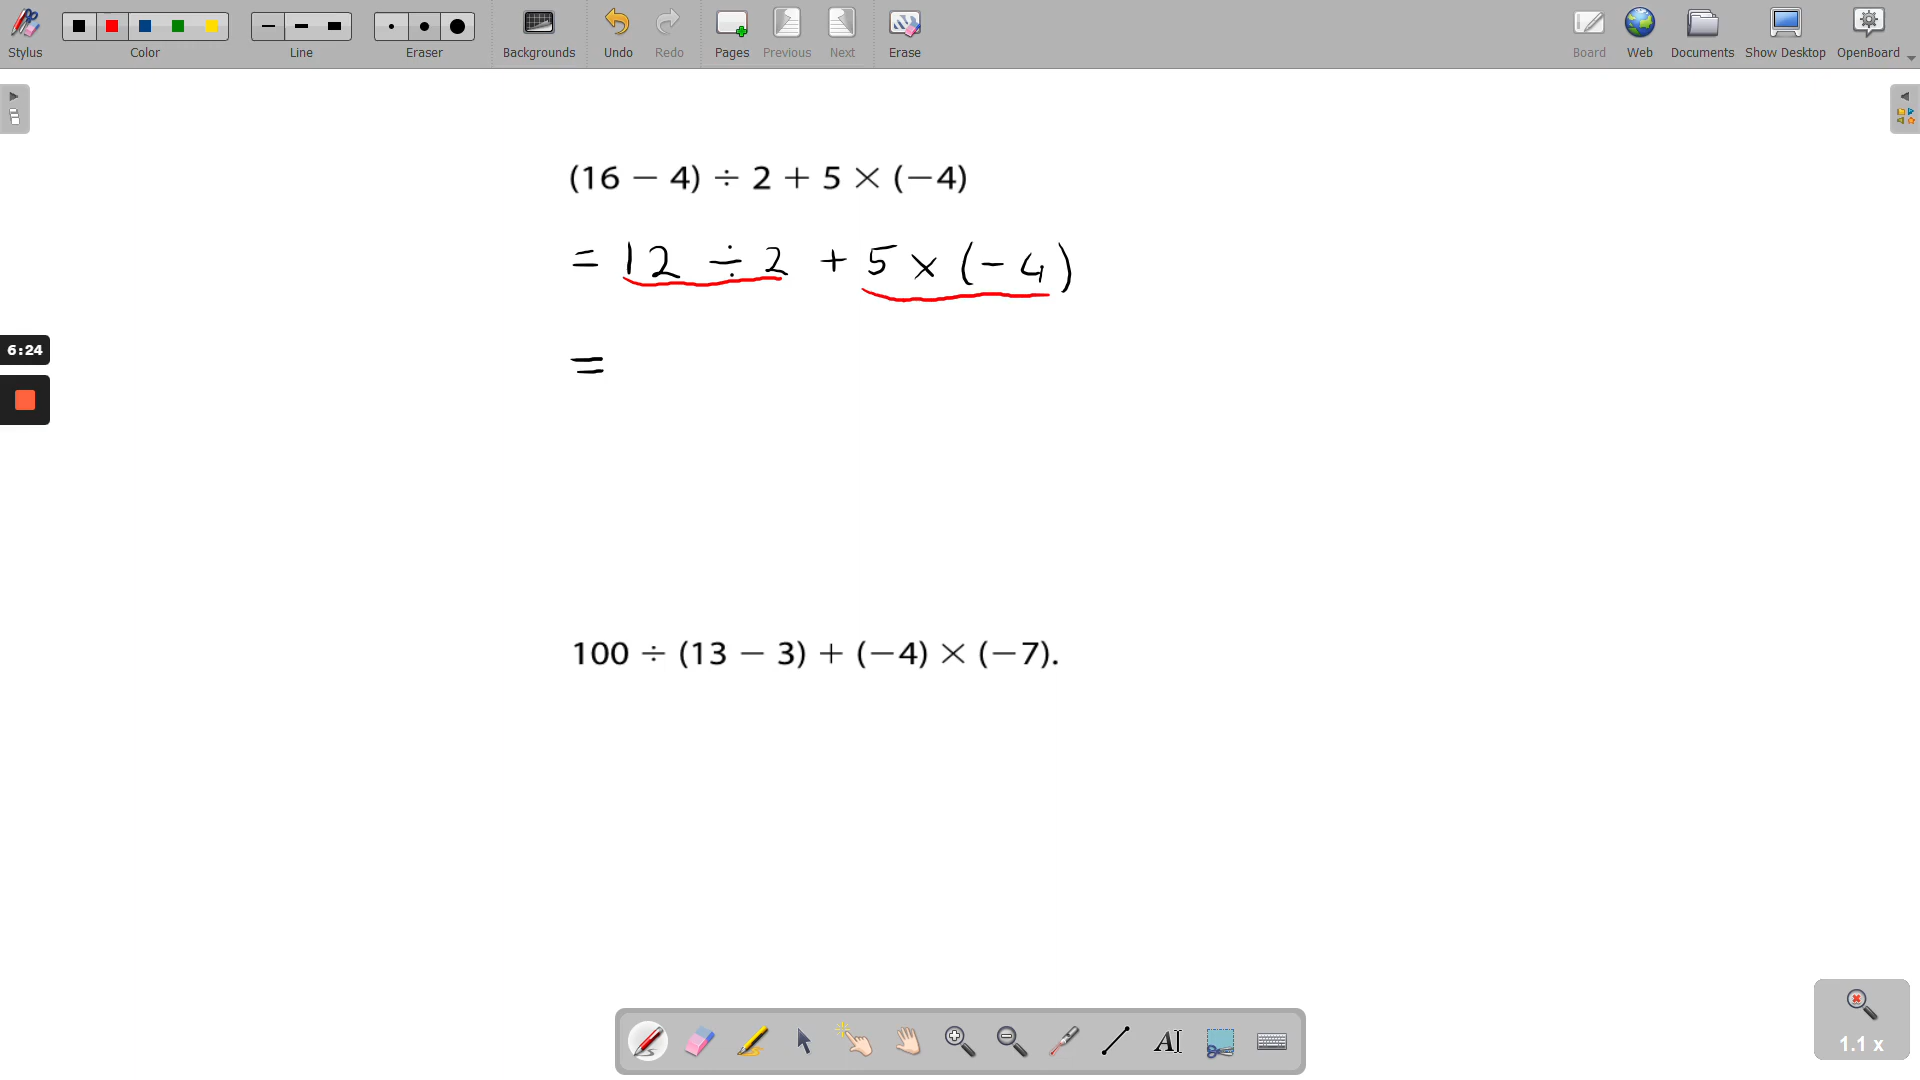 Stylus Color Line Eraser Backgrounds Undo Redo Pages Previous Next Erase Board Web Documents Show Desktop OpenBoard
(16 − 4) ÷ 2 + 5 × (−4)
= 12 ÷ 2 + 5 × (−4)
6:24
=
100 ÷ (13 − 3) + (−4) × (−7).
1.1 x